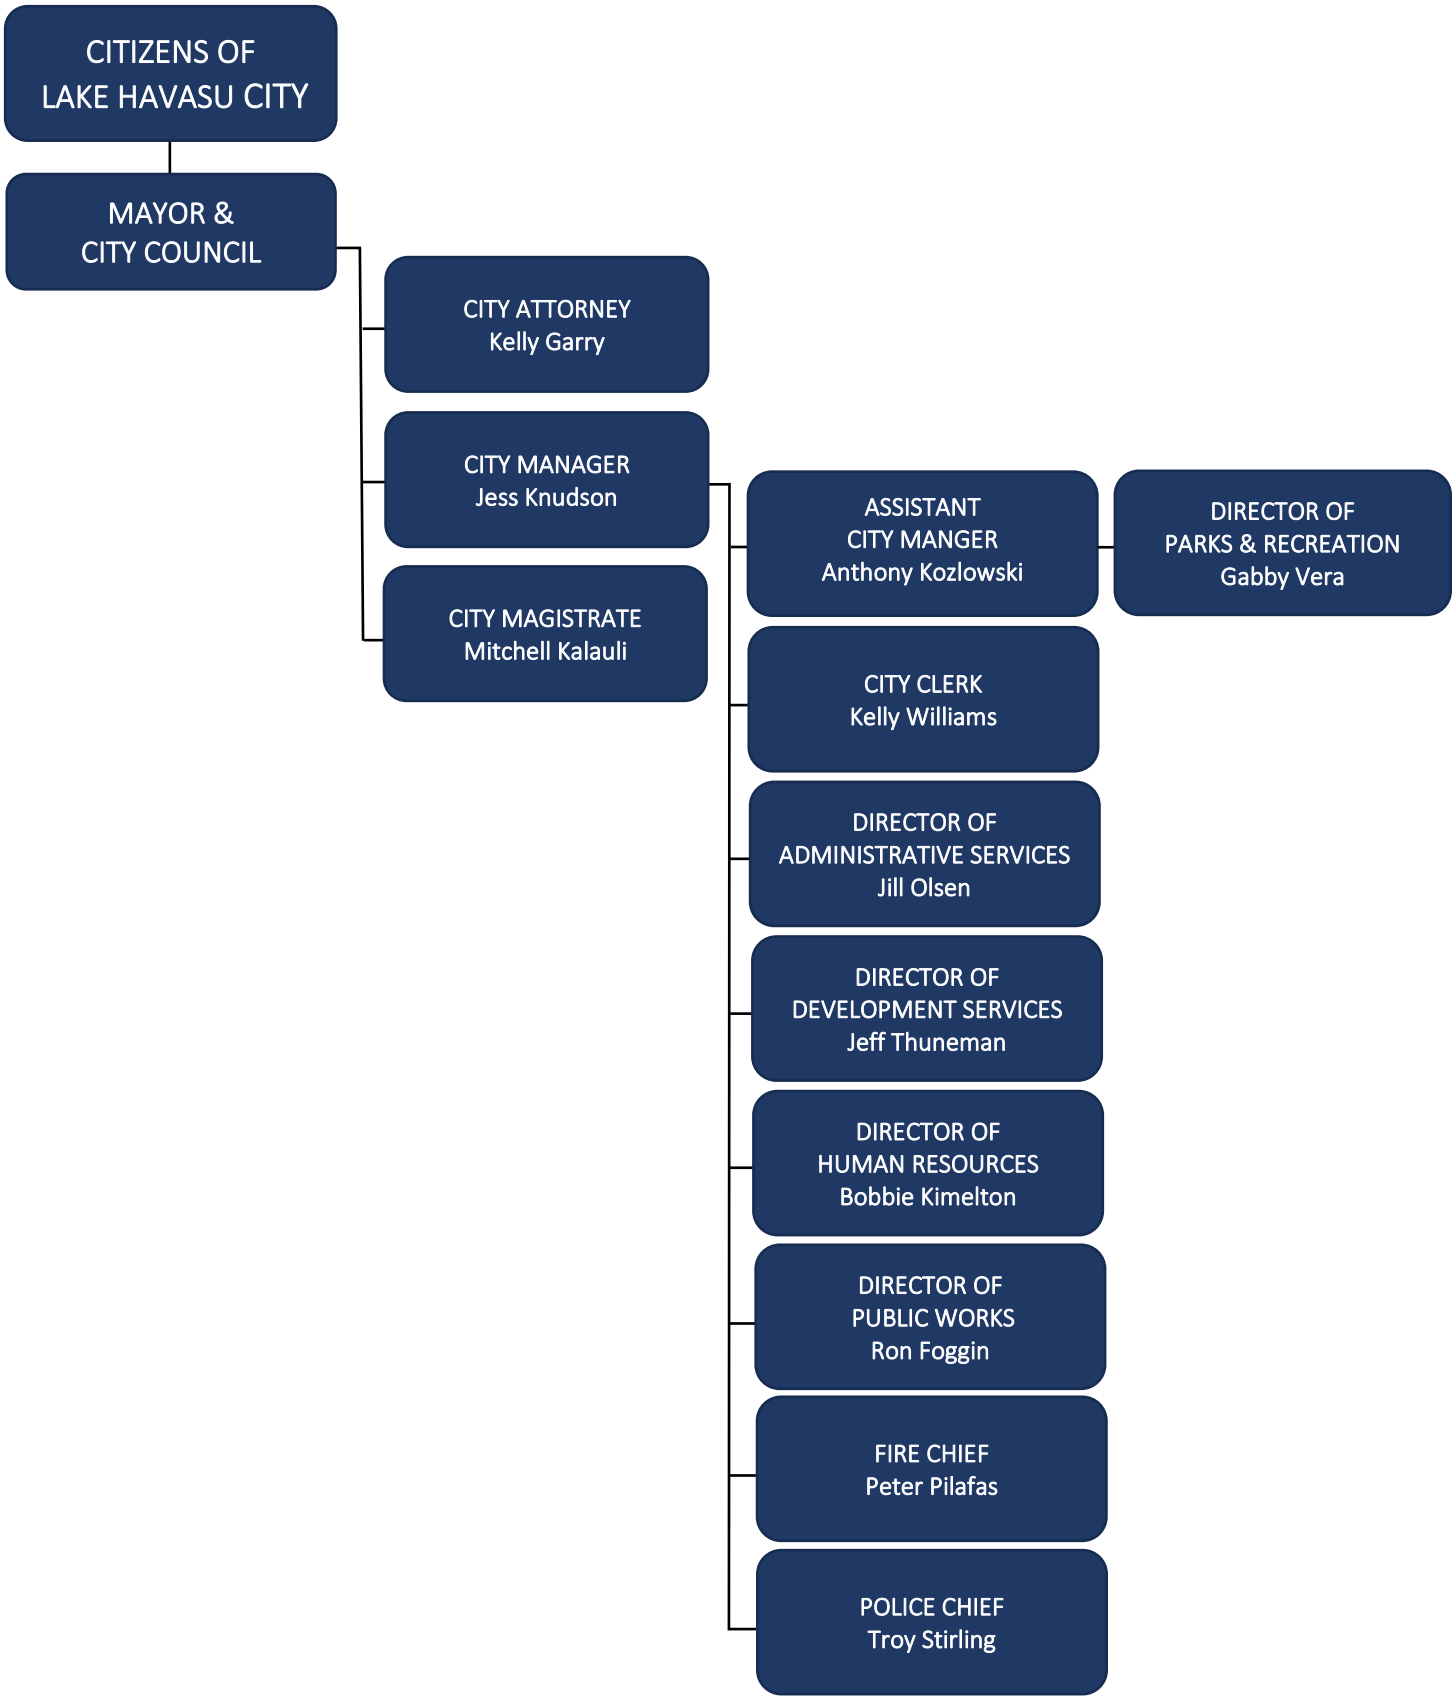 CITIZENS OF
LAKE HAVASU CITY
MAYOR &
CITY COUNCIL
CITY ATTORNEY
Kelly Garry
CITY MANAGER
Jess Knudson
CITY MAGISTRATE
Mitchell Kalauli
ASSISTANT
CITY MANGER
Anthony Kozlowski
DIRECTOR OF
PARKS & RECREATION
Gabby Vera
CITY CLERK
Kelly Williams
DIRECTOR OF
ADMINISTRATIVE SERVICES
Jill Olsen
DIRECTOR OF
DEVELOPMENT SERVICES
Jeff Thuneman
DIRECTOR OF
HUMAN RESOURCES
Bobbie Kimelton
DIRECTOR OF
PUBLIC WORKS
Ron Foggin
FIRE CHIEF
Peter Pilafas
POLICE CHIEF
Troy Stirling